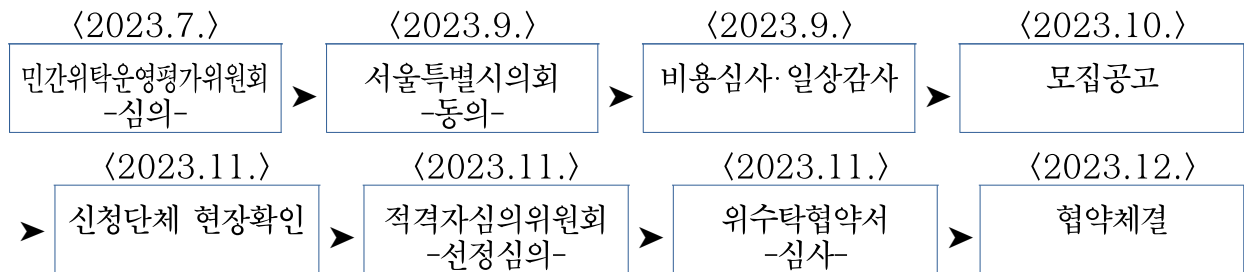 〈2023.7.〉 〈2023.9.〉 〈2023.9.〉 〈2023.10.〉
민간위탁운영평가위원회
-심의-
➤
서울특별시의회
-동의-
➤
비용심사·일상감사
➤
모집공고
〈2023.11.〉 〈2023.11.〉 〈2023.11.〉 〈2023.12.〉
➤
신청단체 현장확인
➤
적격자심의위원회
-선정심의-
➤
위수탁협약서
-심사-
➤
협약체결